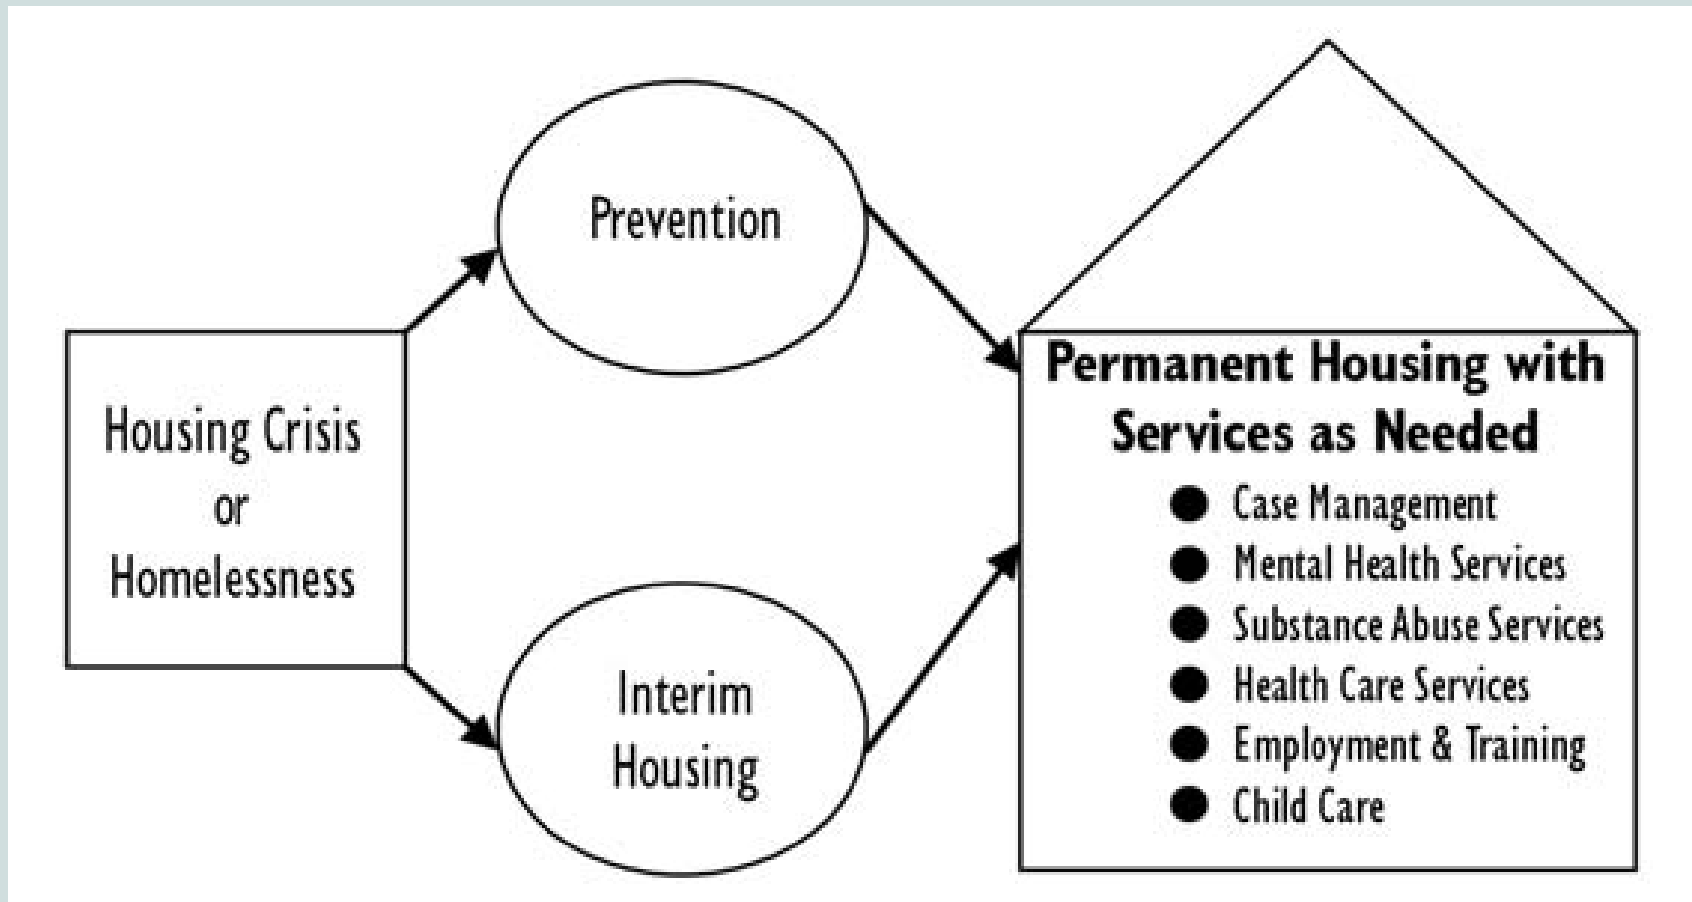 Prevention
Housing Crisis
or
Homelessness
Interim
Housing
Permanent Housing with
Services as Needed
● Case Management
● Mental Health Services
● Substance Abuse Services
● Health Care Services
● Employment & Training
● Child Care